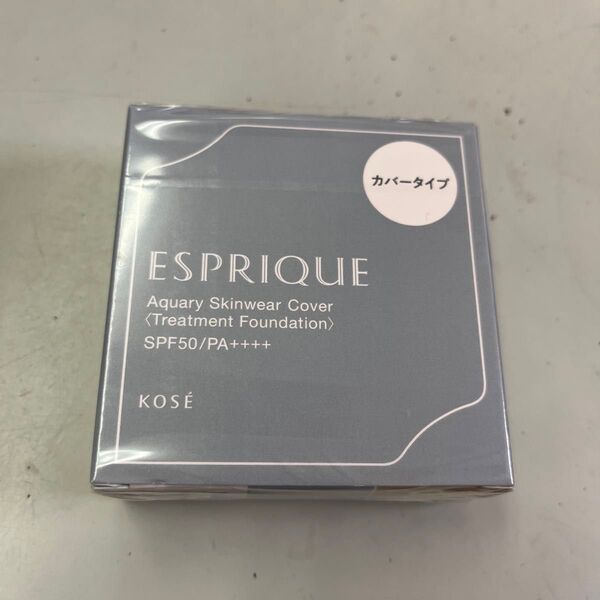 カバータイプ
ESPRIQUE
Aquary Skinwear Cover
〈Treatment Foundation〉
SPF50/PA++++
KOSÉ